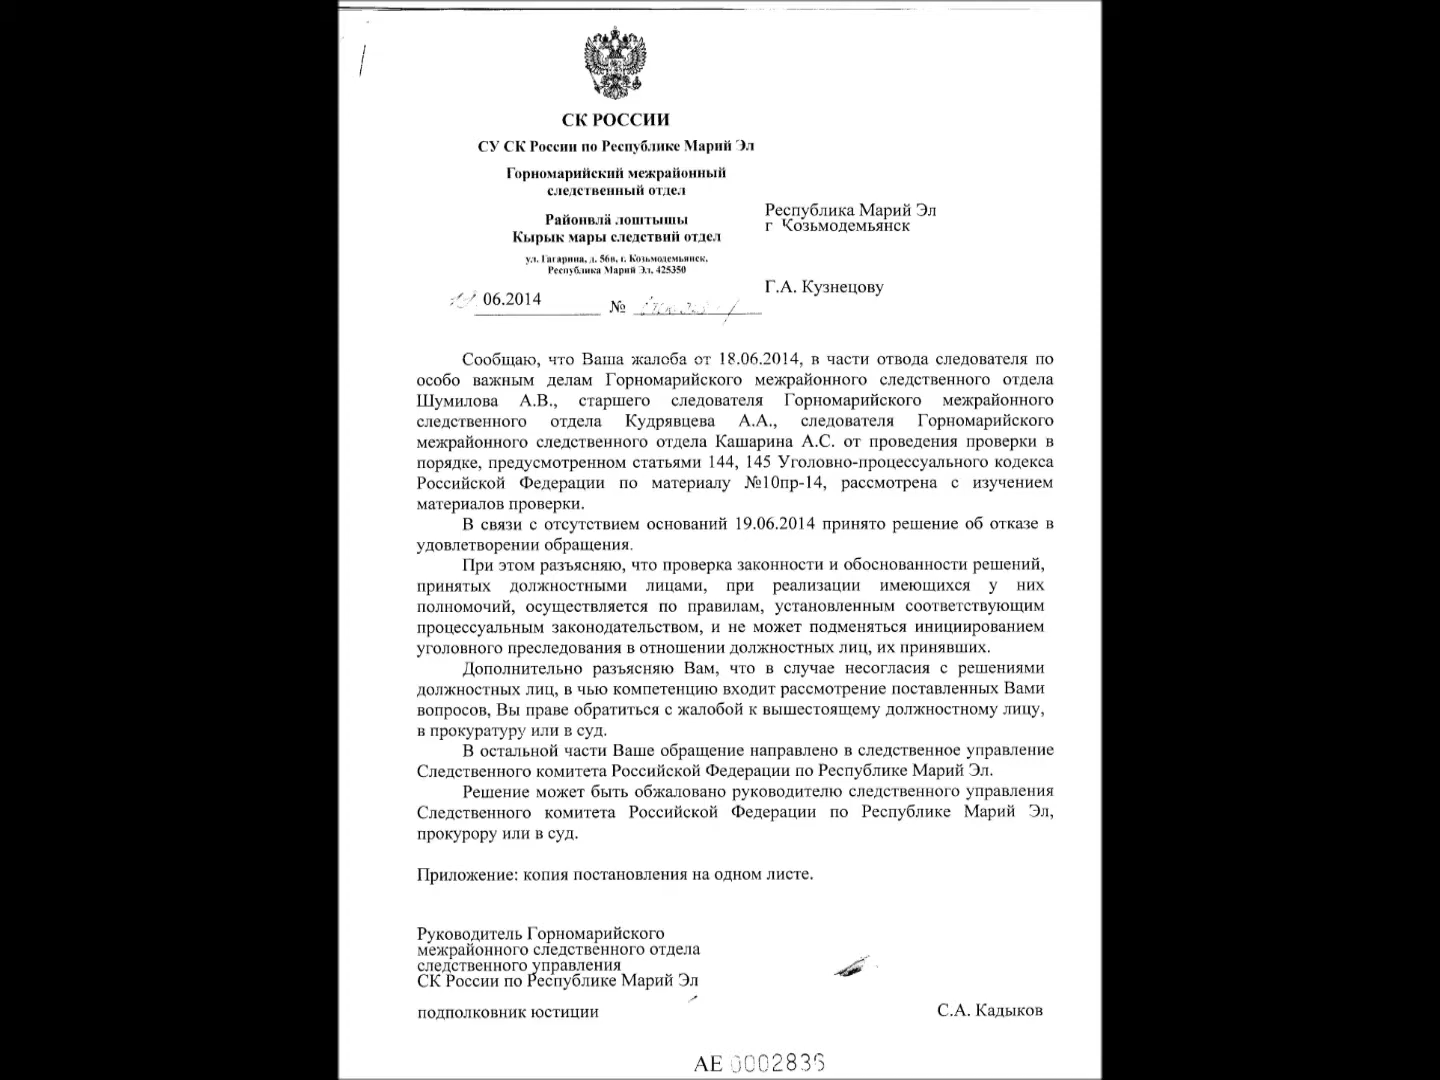 СК РОССИИ
СУ СК России по Республике Марий Эл
Горномарийский межрайонный
следственный отдел
Районвлӓ лоштышы
Кырык мары следствий отдел
ул. Гагарина, д. 56в, г. Козьмодемьянск,
Республика Марий Эл, 425350
06.2014
№
Республика Марий Эл
г Козьмодемьянск
Г.А. Кузнецову
Сообщаю, что Ваша жалоба от 18.06.2014, в части отвода следователя по
особо важным делам Горномарийского межрайонного следственного отдела
Шумилова А.В., старшего следователя Горномарийского межрайонного
следственного отдела Кудрявцева А.А., следователя Горномарийского
межрайонного следственного отдела Кашарина А.С. от проведения проверки в
порядке, предусмотренном статьями 144, 145 Уголовно-процессуального кодекса
Российской Федерации по материалу №10пр-14, рассмотрена с изучением
материалов проверки.
В связи с отсутствием оснований 19.06.2014 принято решение об отказе в
удовлетворении обращения.
При этом разъясняю, что проверка законности и обоснованности решений,
принятых должностными лицами, при реализации имеющихся у них
полномочий, осуществляется по правилам, установленным соответствующим
процессуальным законодательством, и не может подменяться инициированием
уголовного преследования в отношении должностных лиц, их принявших.
Дополнительно разъясняю Вам, что в случае несогласия с решениями
должностных лиц, в чью компетенцию входит рассмотрение поставленных Вами
вопросов, Вы праве обратиться с жалобой к вышестоящему должностному лицу,
в прокуратуру или в суд.
В остальной части Ваше обращение направлено в следственное управление
Следственного комитета Российской Федерации по Республике Марий Эл.
Решение может быть обжаловано руководителю следственного управления
Следственного комитета Российской Федерации по Республике Марий Эл,
прокурору или в суд.
Приложение: копия постановления на одном листе.
Руководитель Горномарийского
межрайонного следственного отдела
следственного управления
СК России по Республике Марий Эл
подполковник юстиции
С.А. Кадыков
АЕ 0002836